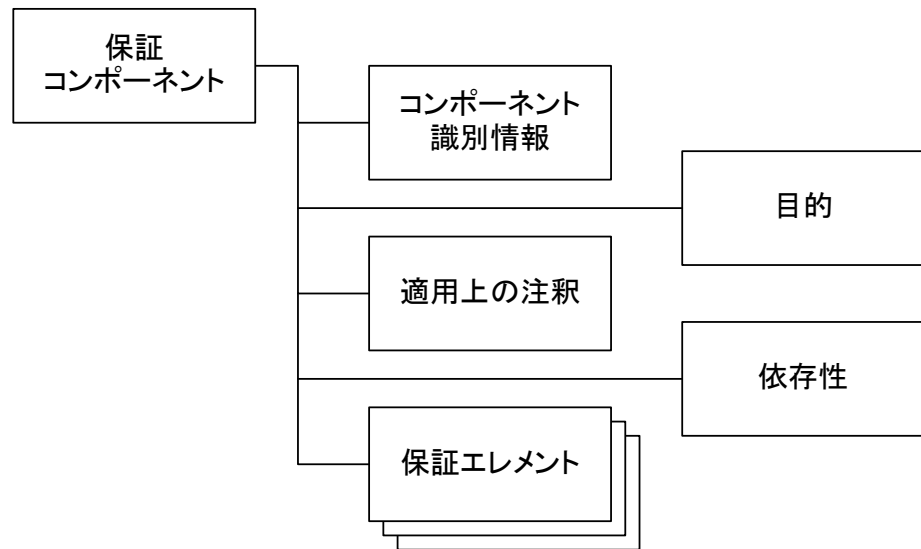 保証
コンポーネント
コンポーネント
識別情報
目的
適用上の注釈
依存性
保証エレメント